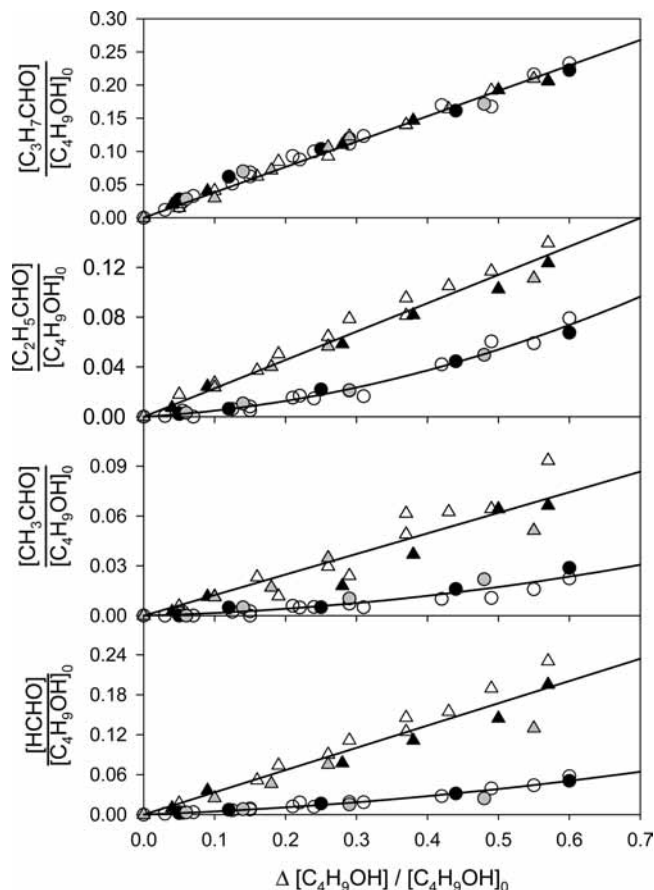 [C₃H₇CHO]
[C₄H₉OH]₀
0.30
0.25
0.20
0.15
0.10
0.05
0.00
[C₂H₅CHO]
[C₄H₉OH]₀
0.12
0.08
0.04
0.00
[CH₃CHO]
[C₄H₉OH]₀
0.09
0.06
0.03
0.00
[HCHO]
[C₄H₉OH]₀
0.24
0.18
0.12
0.06
0.00
0.0 0.1 0.2 0.3 0.4 0.5 0.6 0.7
Δ [C₄H₉OH] / [C₄H₉OH]₀